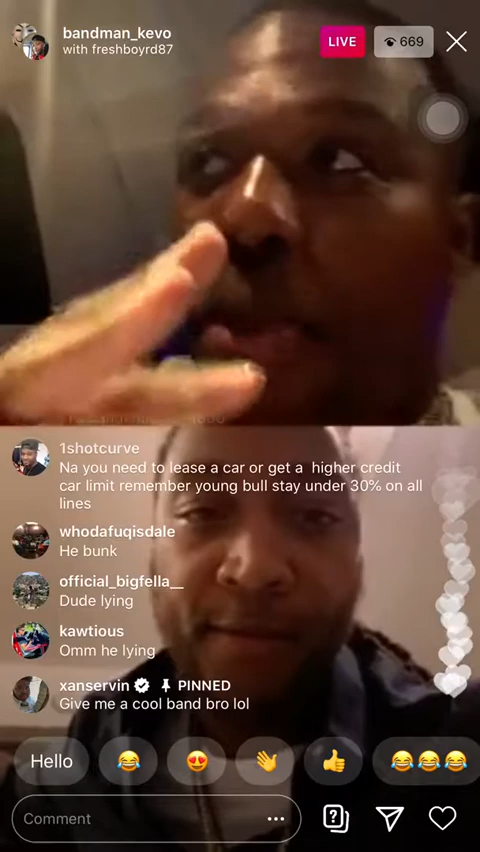 bandman_kevo
with freshboyrd87
LIVE
669
1shotcurve
Na you need to lease a car or get a higher credit
car limit remember young bull stay under 30% on all
lines
whodafuqisdale
He bunk
official_bigfella__
Dude lying
kawtious
Omm he lying
xanservin PINNED
Give me a cool band bro lol
Hello
Comment